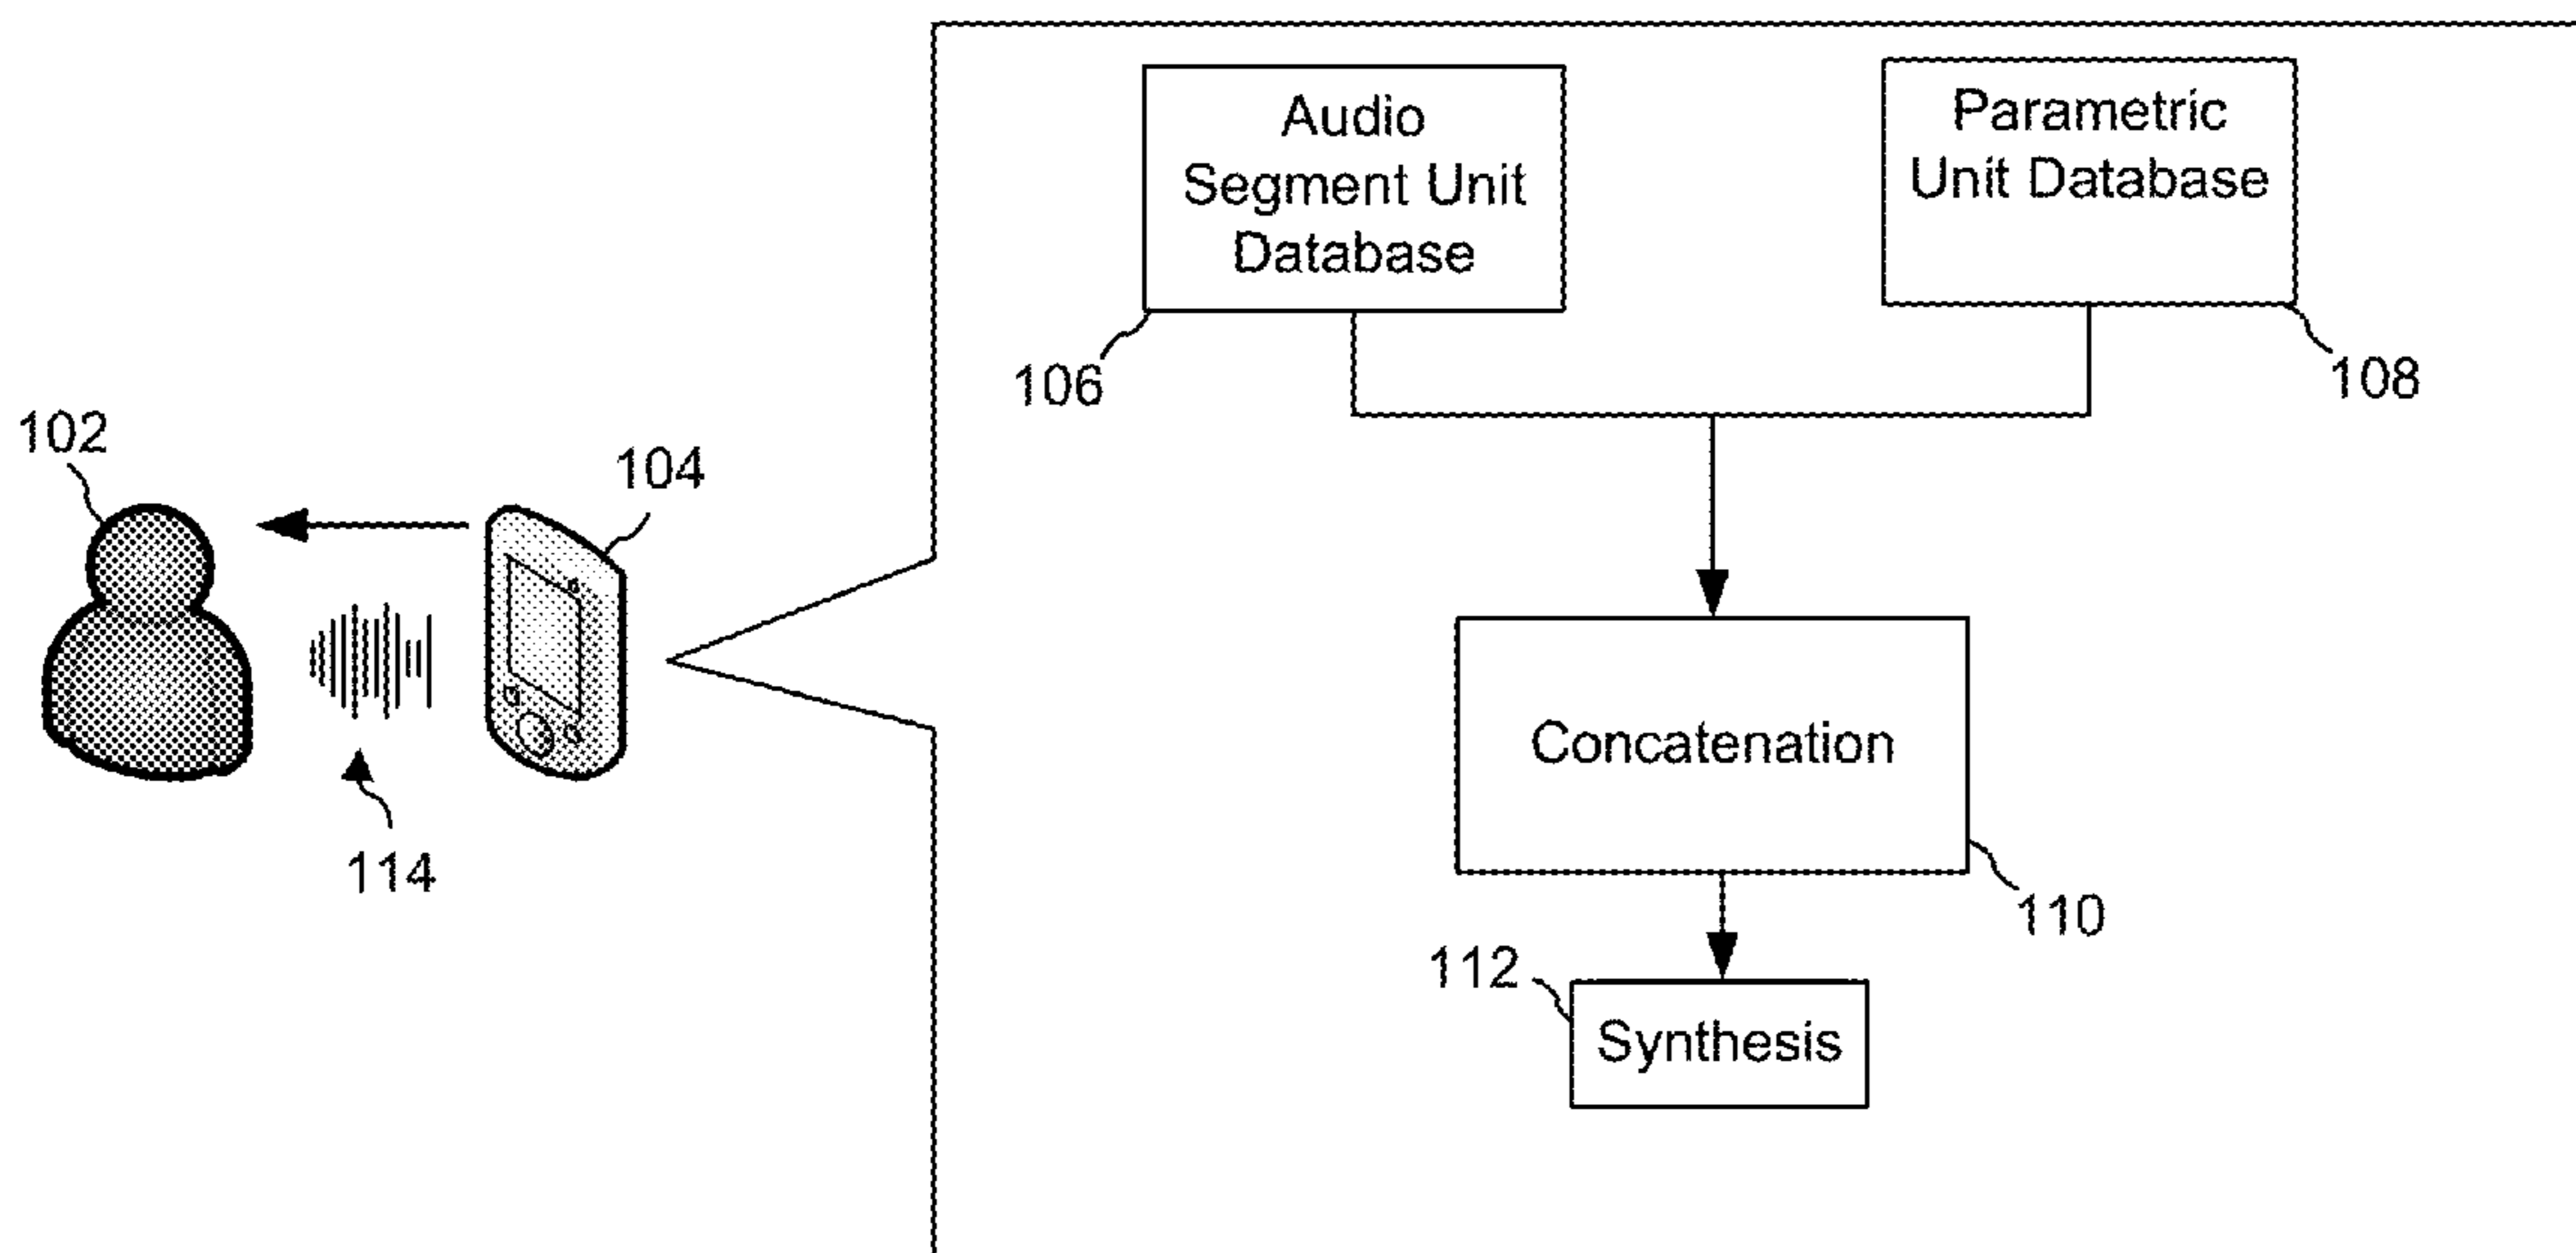 Audio
Segment Unit
Database
Parametric
Unit Database
106
108
102
104
114
Concatenation
110
112
Synthesis